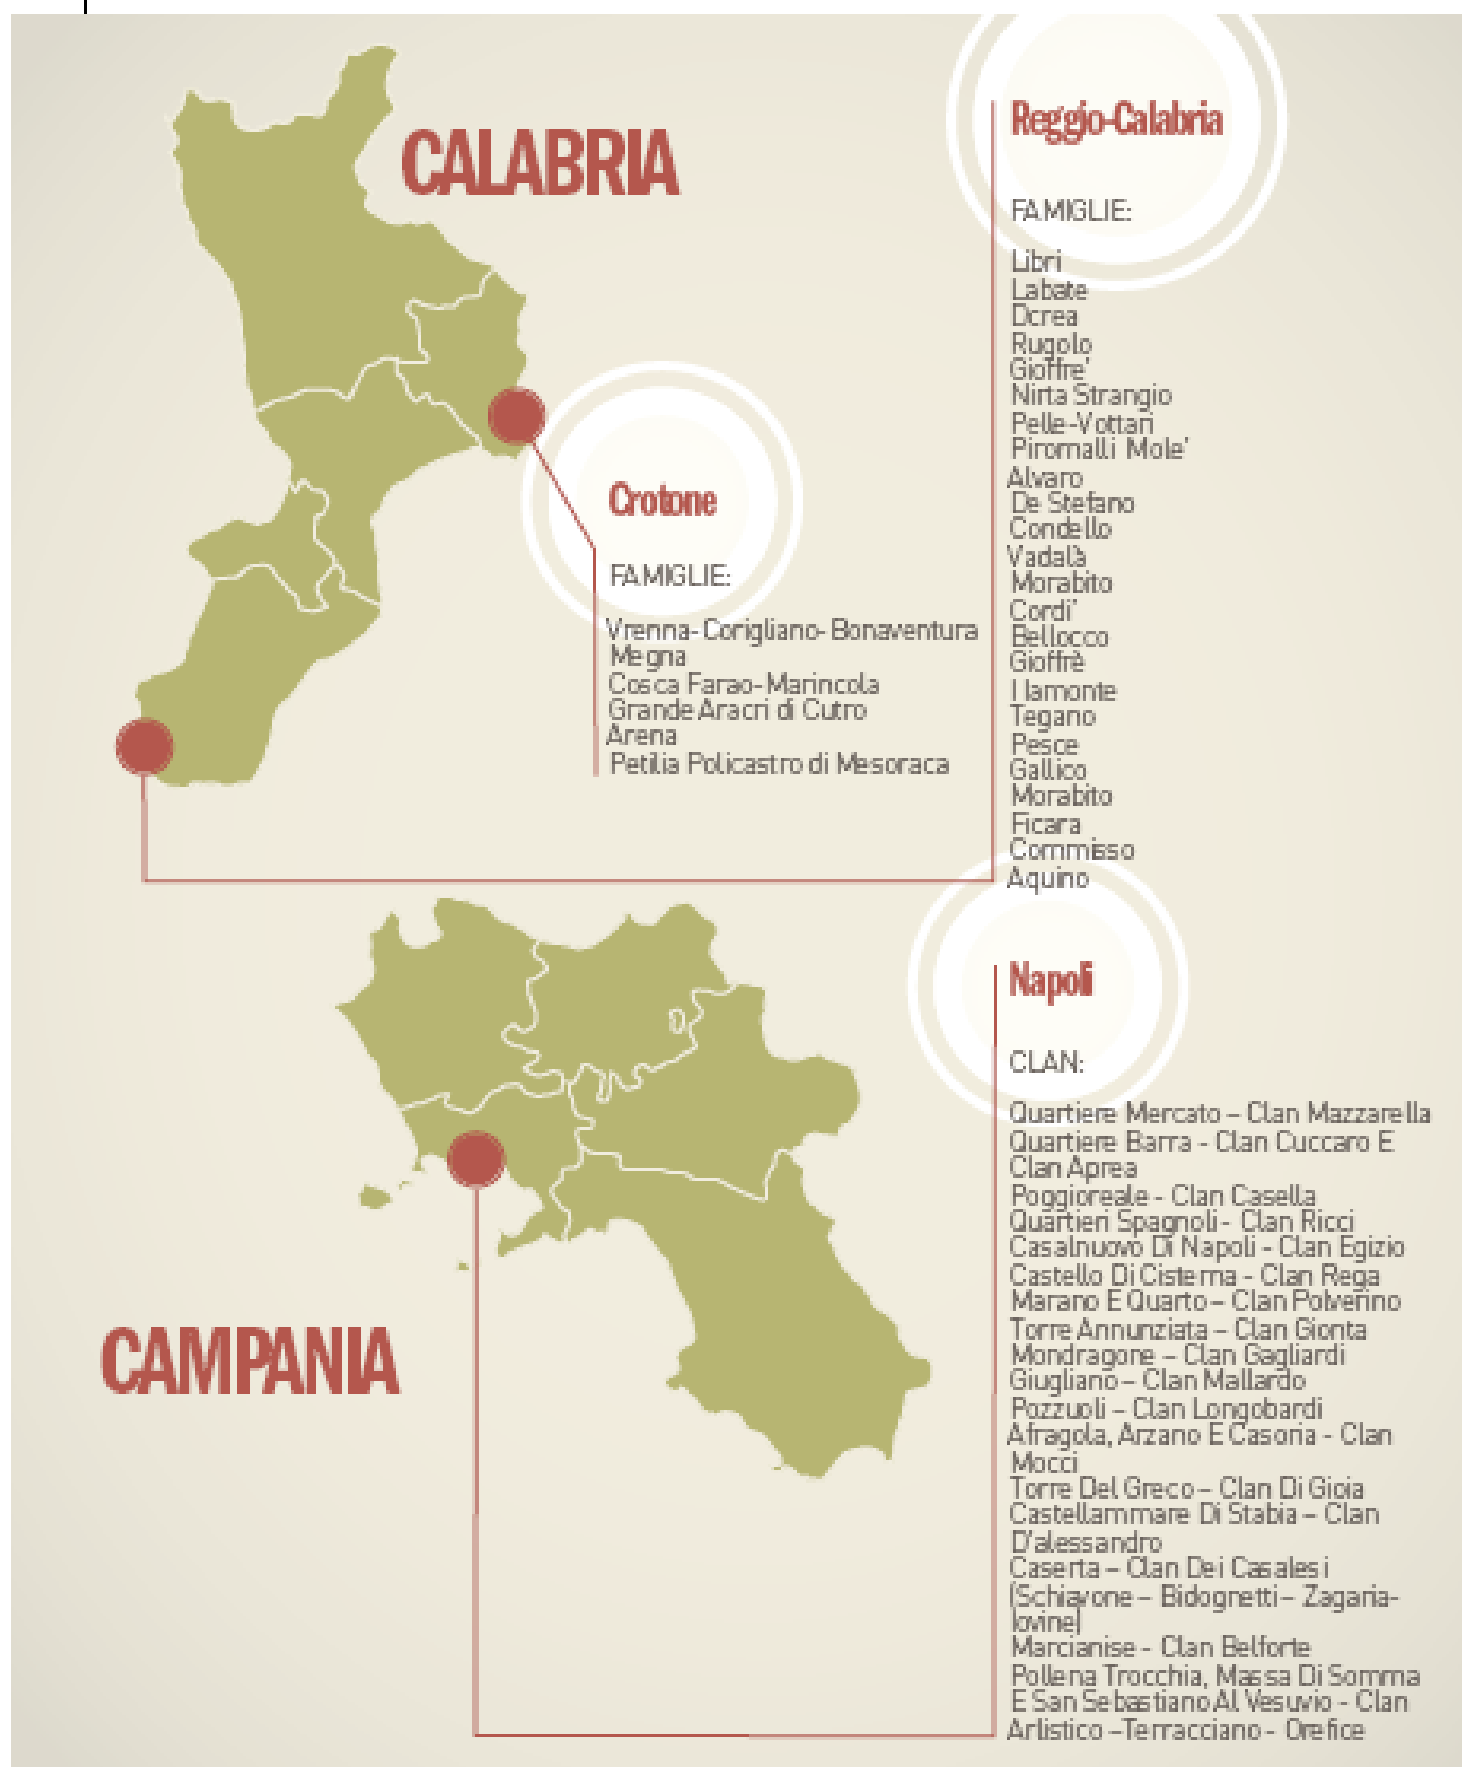 CALABRIA
Crotone
FAMIGLIE:
Vrenna-Corigliano-Bonaventura
Megna
Cosca Farao-Marincola
Grande Aracri di Cutro
Arena
Petilia Policastro di Mesoraca
Reggio-Calabria
FAMIGLIE:
Libri
Labate
Dcrea
Rugolo
Gioffre'
Nirta Strangio
Pelle-Vottari
Piromalli Mole'
Alvaro
De Stefano
Condello
Vadalà
Morabito
Cordi'
Bellocco
Gioffrè
Tegano
Pesce
Gallico
Morabito
Ficara
Commisso
Aquino
CAMPANIA
Napoli
CLAN:
Quartiere Mercato – Clan Mazzarella
Quartiere Barra - Clan Cuccaro E
Clan Aprea
Poggioreale - Clan Casella
Quartieri Spagnoli - Clan Ricci
Casalnuovo Di Napoli - Clan Egizio
Castello Di Cisterna - Clan Rega
Marano E Quarto – Clan Polverino
Torre Annunziata – Clan Gionta
Mondragone – Clan Gagliardi
Giugliano – Clan Mallardo
Pozzuoli – Clan Longobardi
Afragola, Arzano E Casoria - Clan
Mocci
Torre Del Greco – Clan Di Gioia
Castellammare Di Stabia – Clan
D'alessandro
Caserta – Clan Dei Casalesi
(Schiavone – Bidognetti – Zagaria-
Iovine)
Marcianise - Clan Belforte
Pollena Trocchia, Massa Di Somma
E San Sebastiano Al Vesuvio - Clan
Arlistico –Terracciano - Orefice